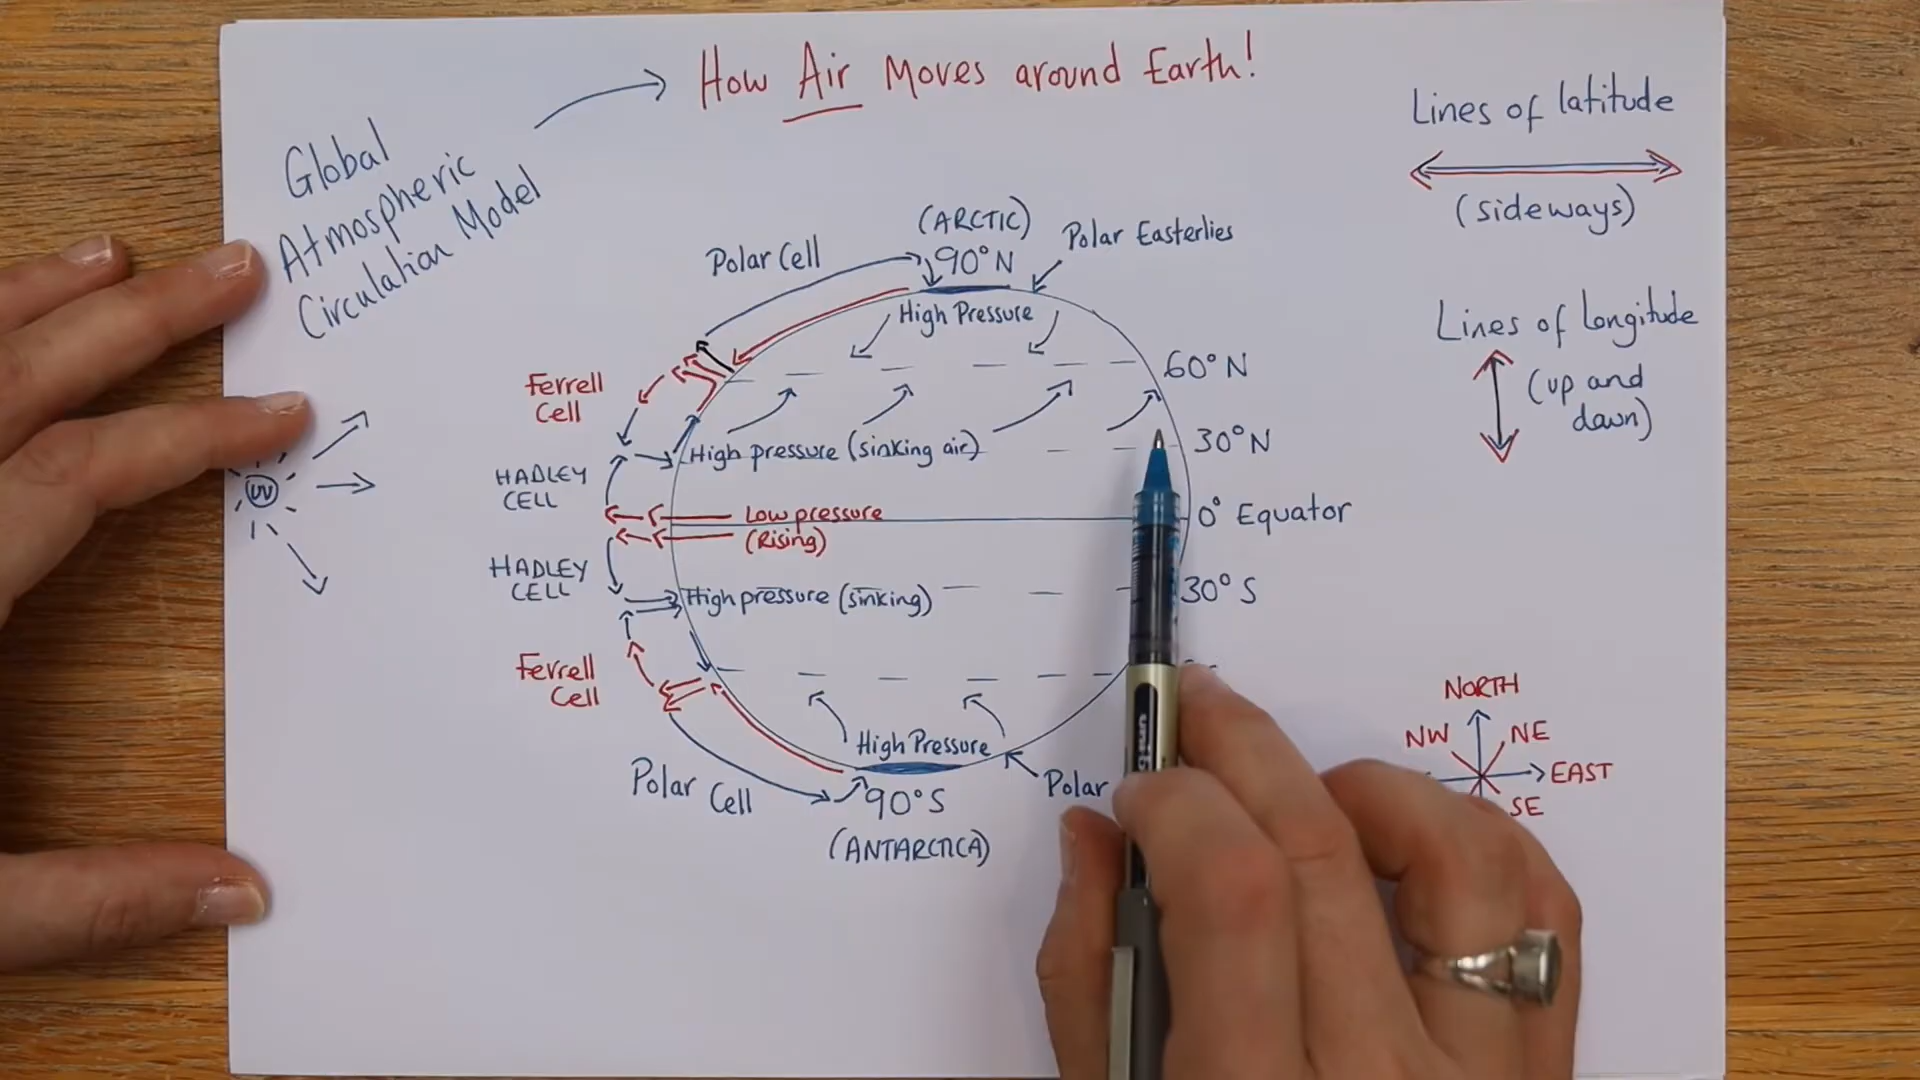 How Air Moves around Earth!
Global
Atmospheric
Circulation Model
Lines of latitude
(sideways)
Lines of longitude
(up and
down)
(ARCTIC)
90°N
Polar Easterlies
Polar Cell
High Pressure
60°N
Ferrell
Cell
High pressure (sinking air)
30°N
HADLEY
CELL
UV
Low pressure
(Rising)
0° Equator
HADLEY
CELL
High pressure (sinking)
30°S
Ferrell
Cell
High Pressure
Polar Cell
90°S
(ANTARCTICA)
Polar
NORTH
NW
NE
EAST
SE